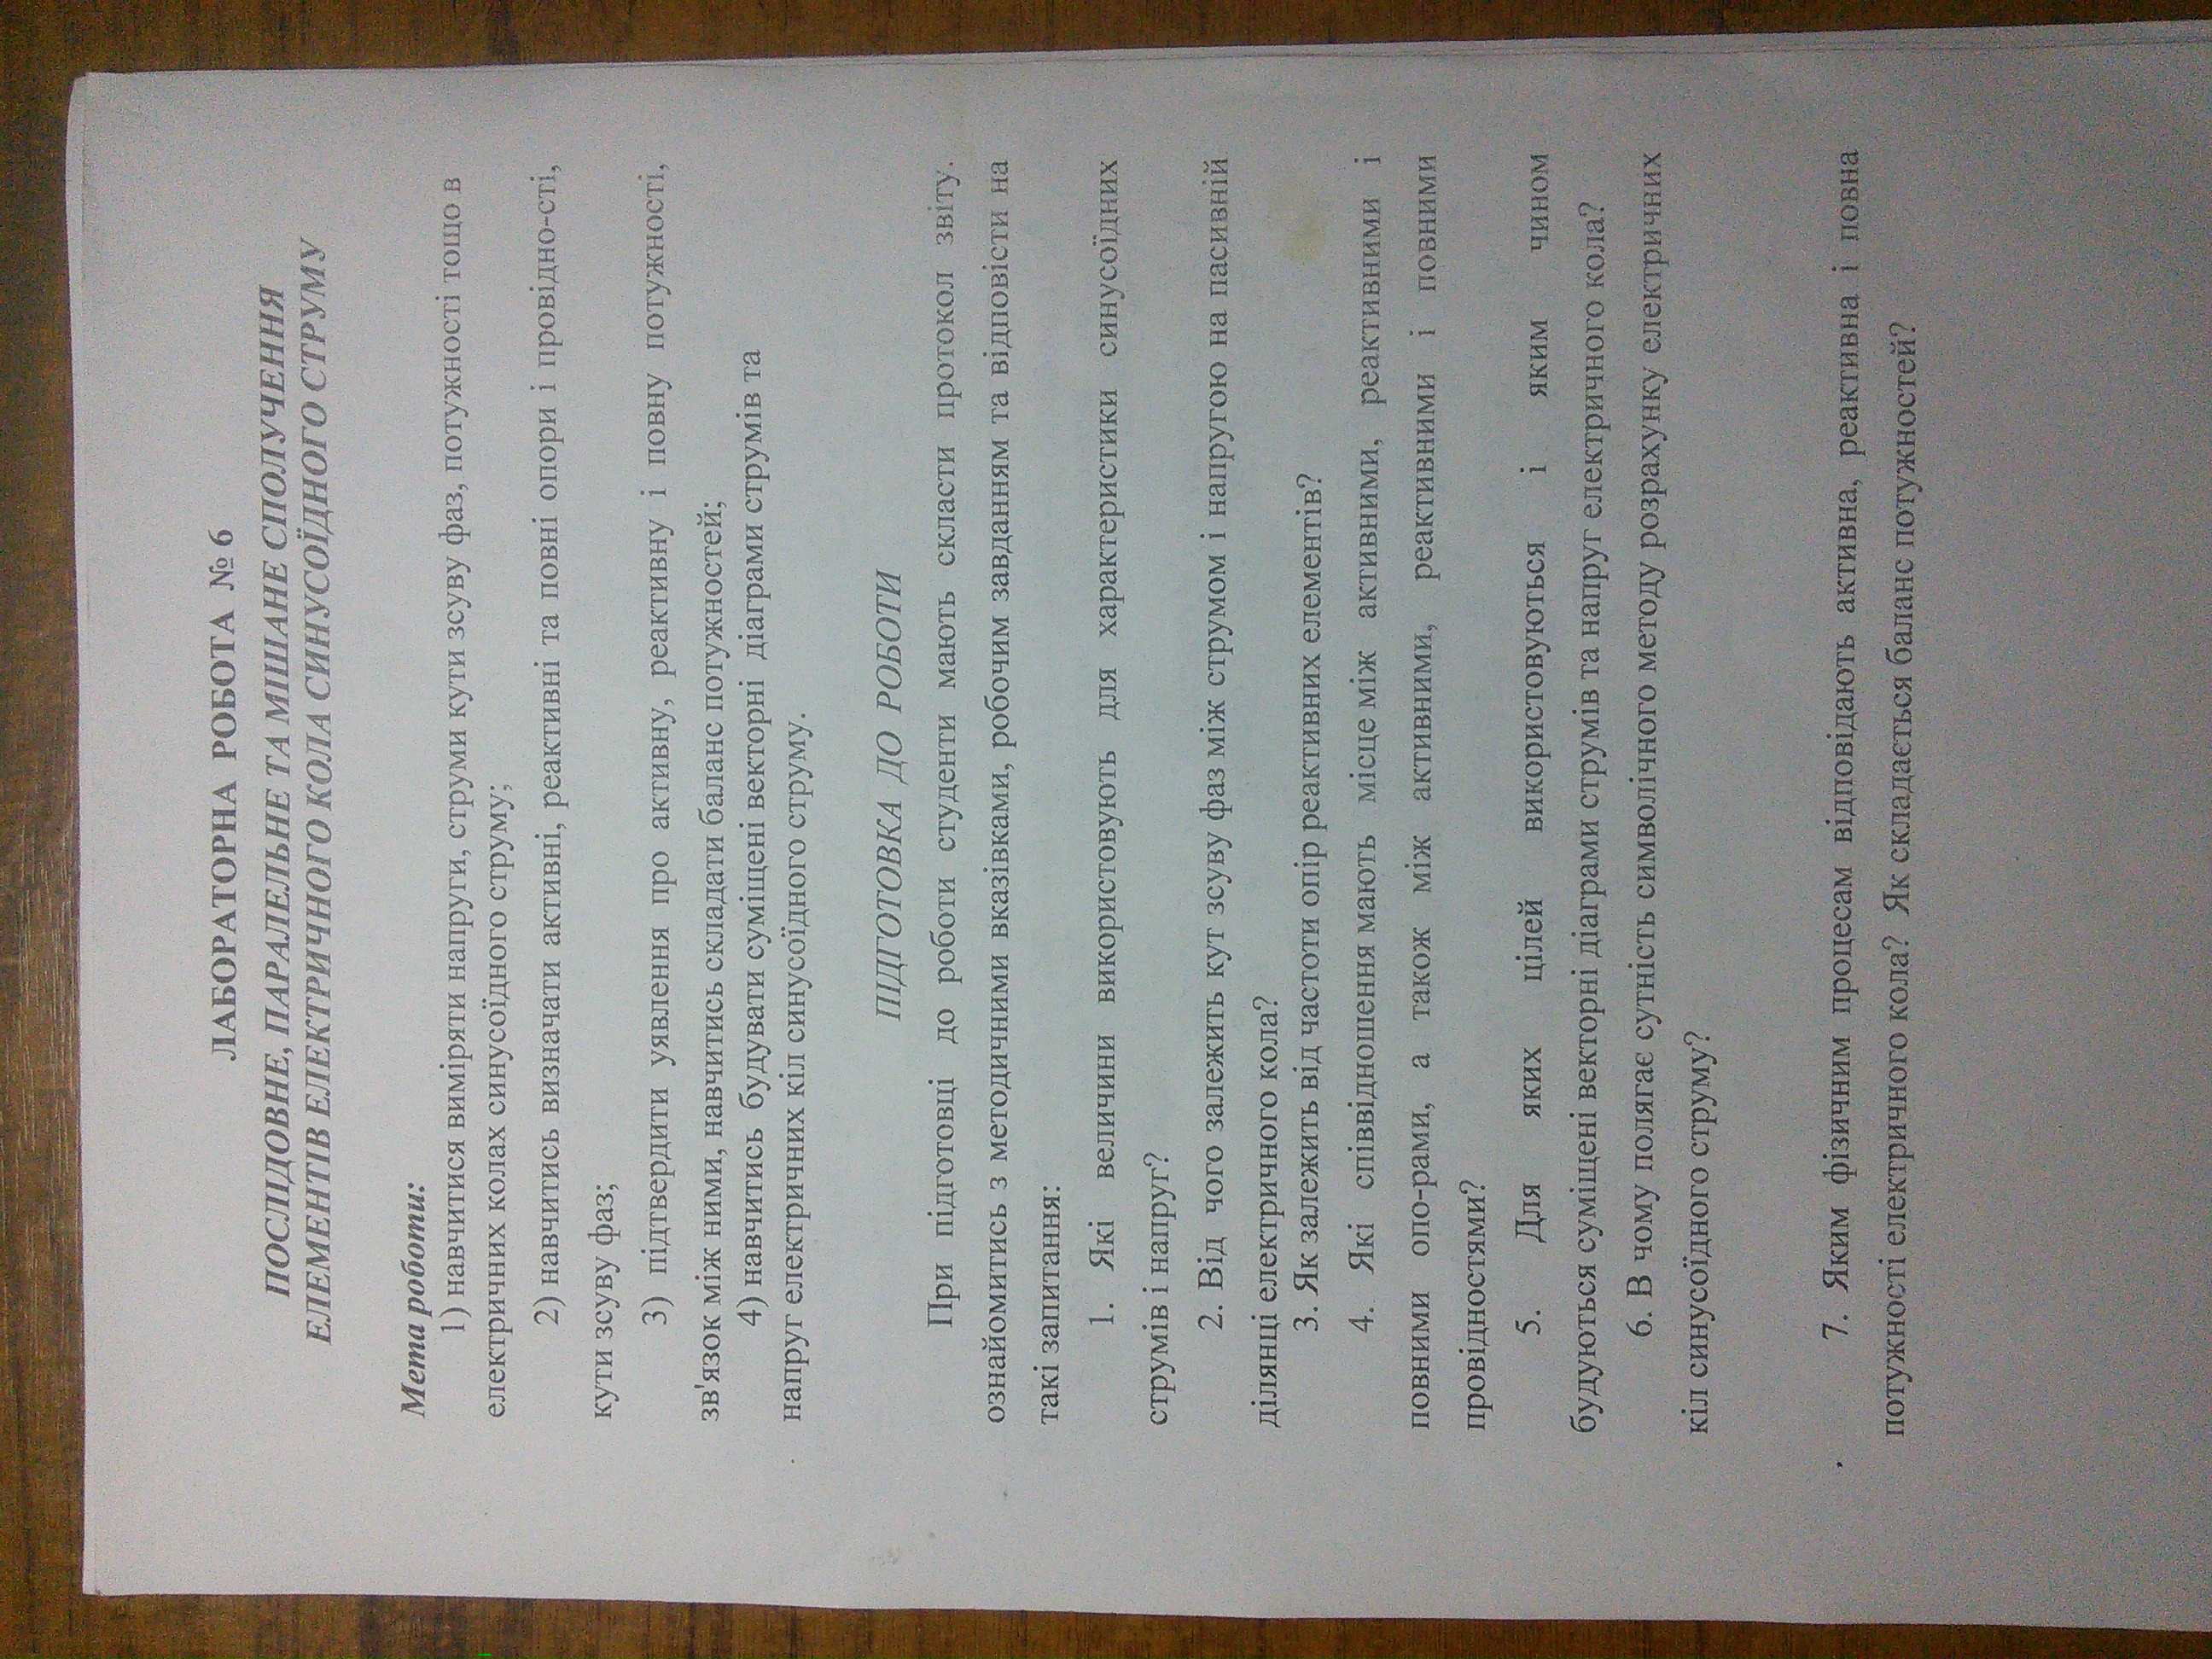 ЛАБОРАТОРНА РОБОТА № 6
ПОСЛІДОВНЕ, ПАРАЛЕЛЬНЕ ТА МІШАНЕ СПОЛУЧЕННЯ
ЕЛЕМЕНТІВ ЕЛЕКТРИЧНОГО КОЛА СИНУСОЇДНОГО СТРУМУ
Мета роботи:
1) навчитися виміряти напруги, струми кути зсуву фаз, потужності тощо в
електричних колах синусоїдного струму;
2) навчитись визначати активні, реактивні та повні опори і провідно-сті,
кути зсуву фаз;
3) підтвердити уявлення про активну, реактивну і повну потужності,
зв'язок між ними, навчитись складати баланс потужностей;
4) навчитись будувати суміщені векторні діаграми струмів та
напруг електричних кіл синусоїдного струму.
ПІДГОТОВКА ДО РОБОТИ
При підготовці до роботи студенти мають скласти протокол звіту.
ознайомитись з методичними вказівками, робочим завданням та відповісти на
такі запитання:
1. Які величини використовують для характеристики синусоїдних
струмів і напруг?
2. Від чого залежить кут зсуву фаз між струмом і напругою на пасивній
ділянці електричного кола?
3. Як залежить від частоти опір реактивних елементів?
4. Які співвідношення мають місце між активними, реактивними і
повними опо-рами, а також між активними, реактивними і повними
провідностями?
5. Для яких цілей використовуються і яким чином
будуються суміщені векторні діаграми струмів та напруг електричного кола?
6. В чому полягає сутність символічного методу розрахунку електричних
кіл синусоїдного струму?
7. Яким фізичним процесам відповідають активна, реактивна і повна
потужності електричного кола? Як складається баланс потужностей?